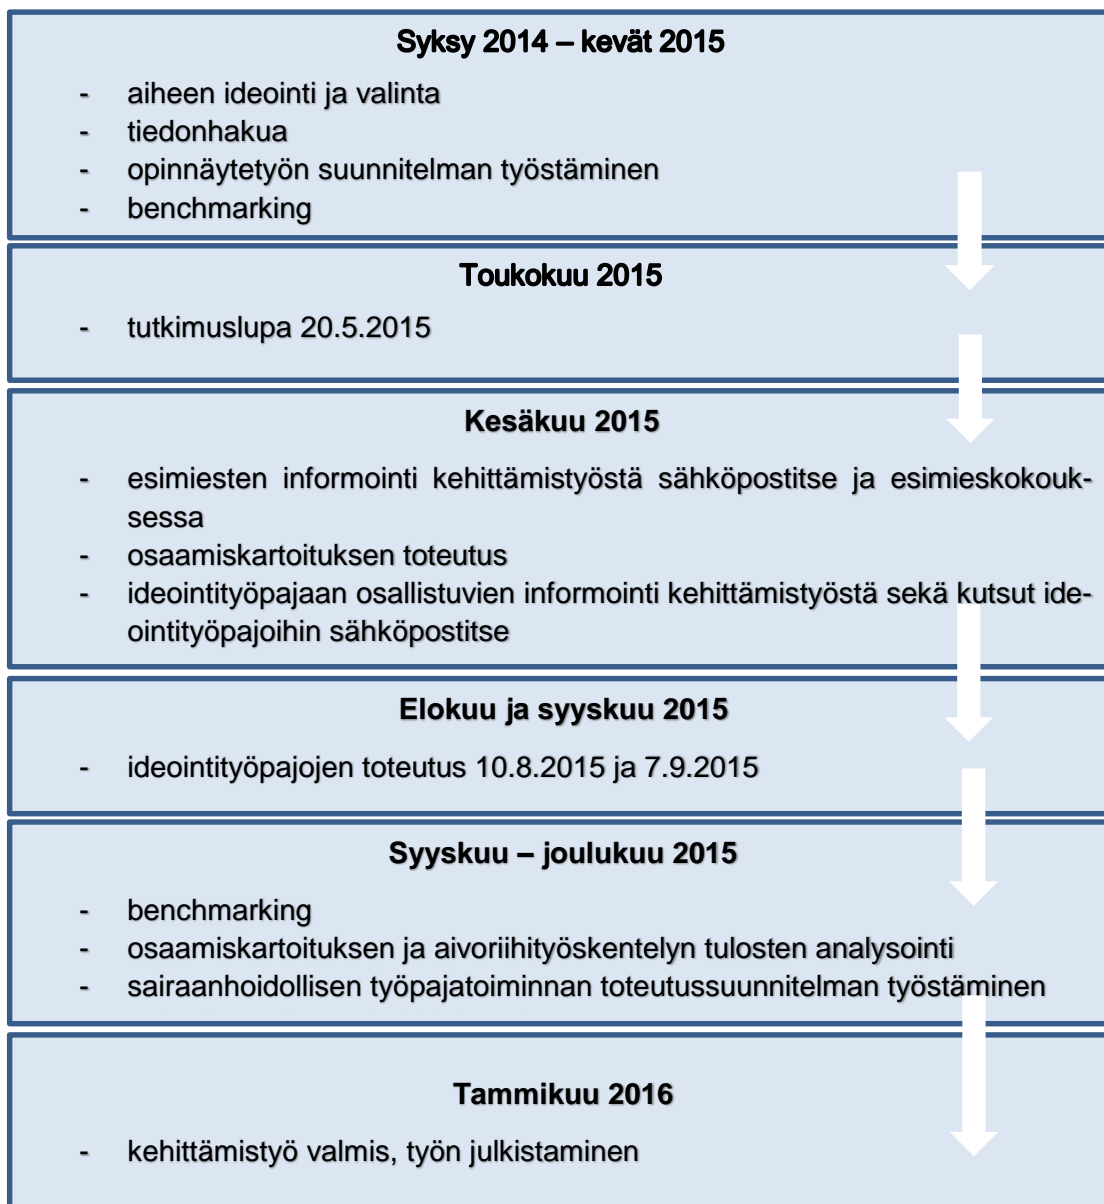 Syksy 2014 – kevät 2015
- aiheen ideointi ja valinta
- tiedonhakua
- opinnäytetyön suunnitelman työstäminen
- benchmarking
Toukokuu 2015
- tutkimuslupa 20.5.2015
Kesäkuu 2015
- esimiesten informointi kehittämistyöstä sähköpostitse ja esimieskokouk-
sessa
- osaamiskartoituksen toteutus
- ideointityöpajaan osallistuvien informointi kehittämistyöstä sekä kutsut ide-
ointityöpajoihin sähköpostitse
Elokuu ja syyskuu 2015
- ideointityöpajojen toteutus 10.8.2015 ja 7.9.2015
Syyskuu – joulukuu 2015
- benchmarking
- osaamiskartoituksen ja aivoriihityöskentelyn tulosten analysointi
- sairaanhoidollisen työpajatoiminnan toteutussuunnitelman työstäminen
Tammikuu 2016
- kehittämistyö valmis, työn julkistaminen